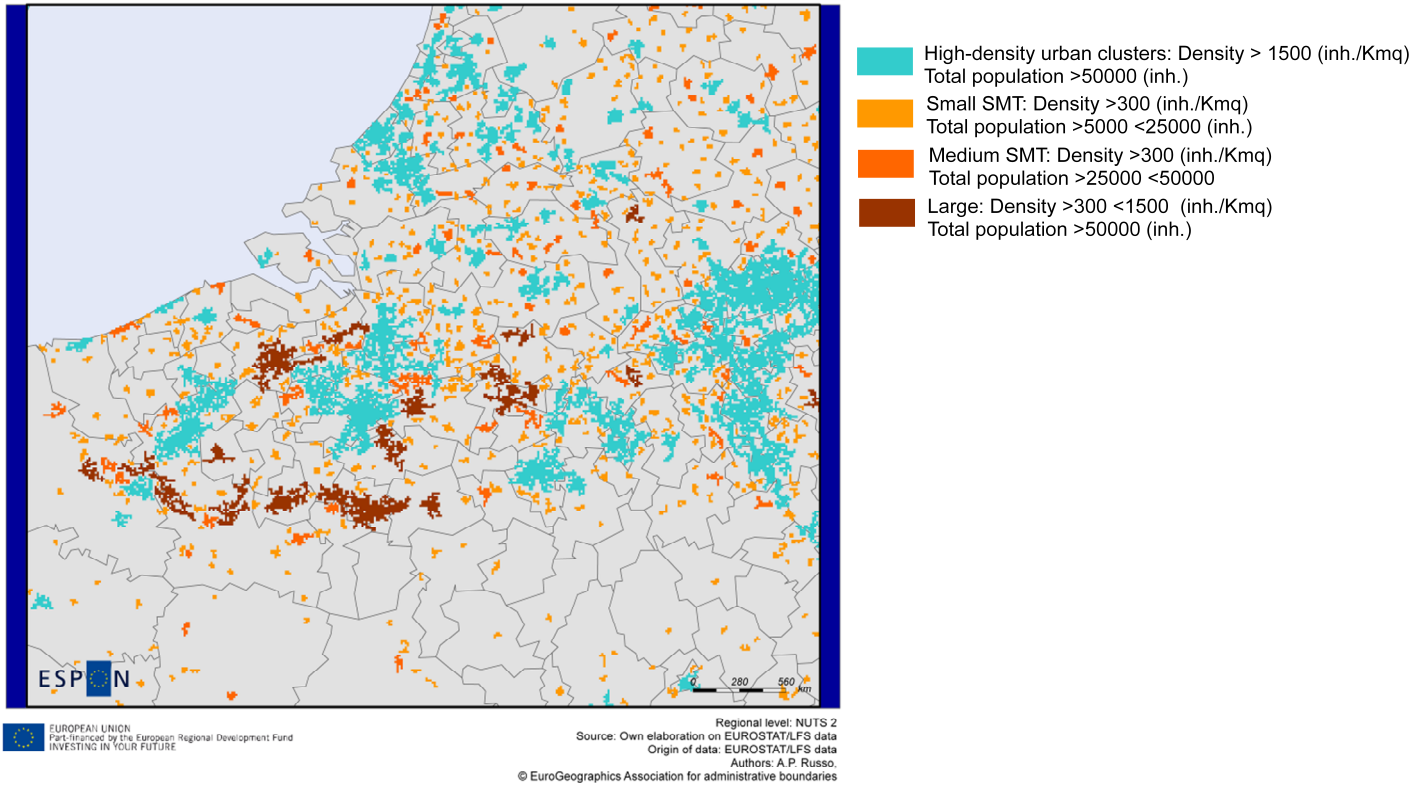 High-density urban clusters: Density > 1500 (inh./Kmq)
Total population >50000 (inh.)
Small SMT: Density >300 (inh./Kmq)
Total population >5000 <25000 (inh.)
Medium SMT: Density >300 (inh./Kmq)
Total population >25000 <50000
Large: Density >300 <1500 (inh./Kmq)
Total population >50000 (inh.)
ESP N
0 280 560
km
EUROPEAN UNION
Part-financed by the European Regional Development Fund
INVESTING IN YOUR FUTURE
Regional level: NUTS 2
Source: Own elaboration on EUROSTAT/LFS data
Origin of data: EUROSTAT/LFS data
Authors: A.P. Russo,
© EuroGeographics Association for administrative boundaries